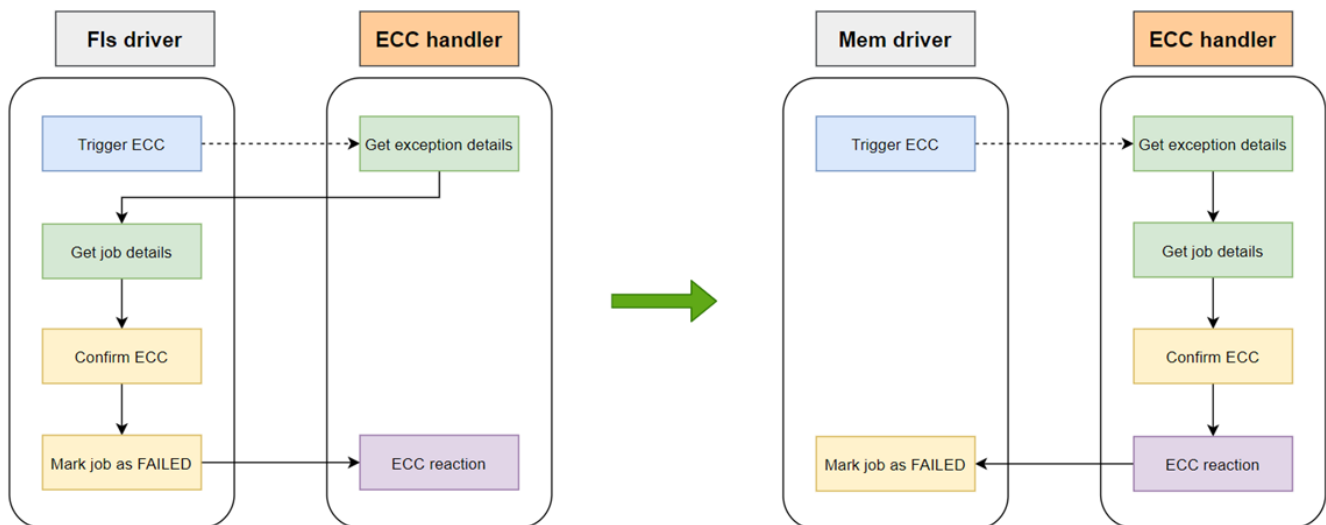 Fls driver
ECC handler
Trigger ECC
Get exception details
Get job details
Confirm ECC
Mark job as FAILED
ECC reaction
Mem driver
ECC handler
Trigger ECC
Get exception details
Get job details
Confirm ECC
Mark job as FAILED
ECC reaction